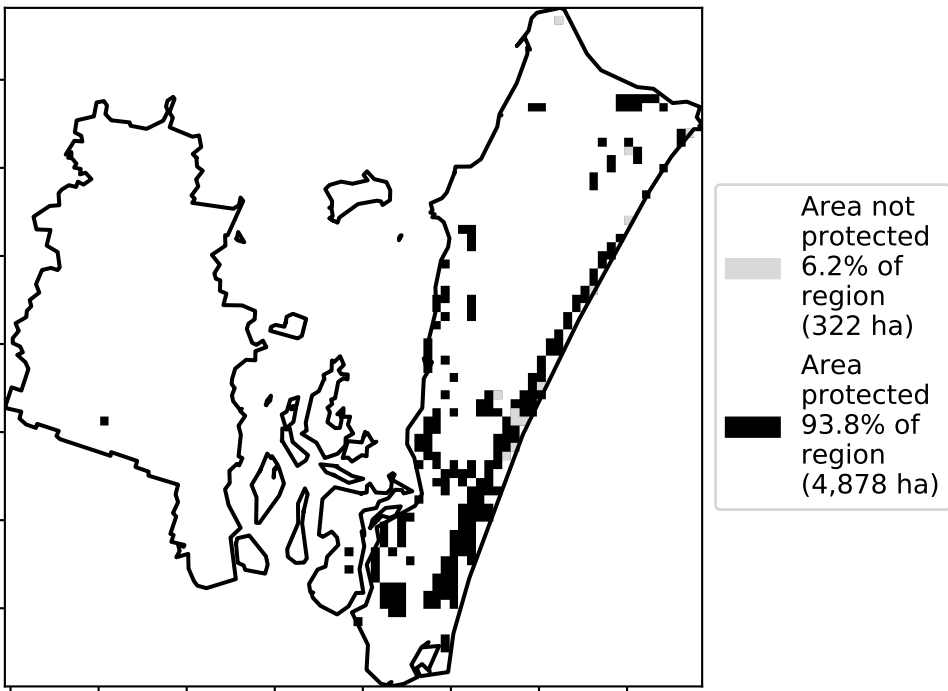 Area not
protected
6.2% of
region
(322 ha)
Area
protected
93.8% of
region
(4,878 ha)